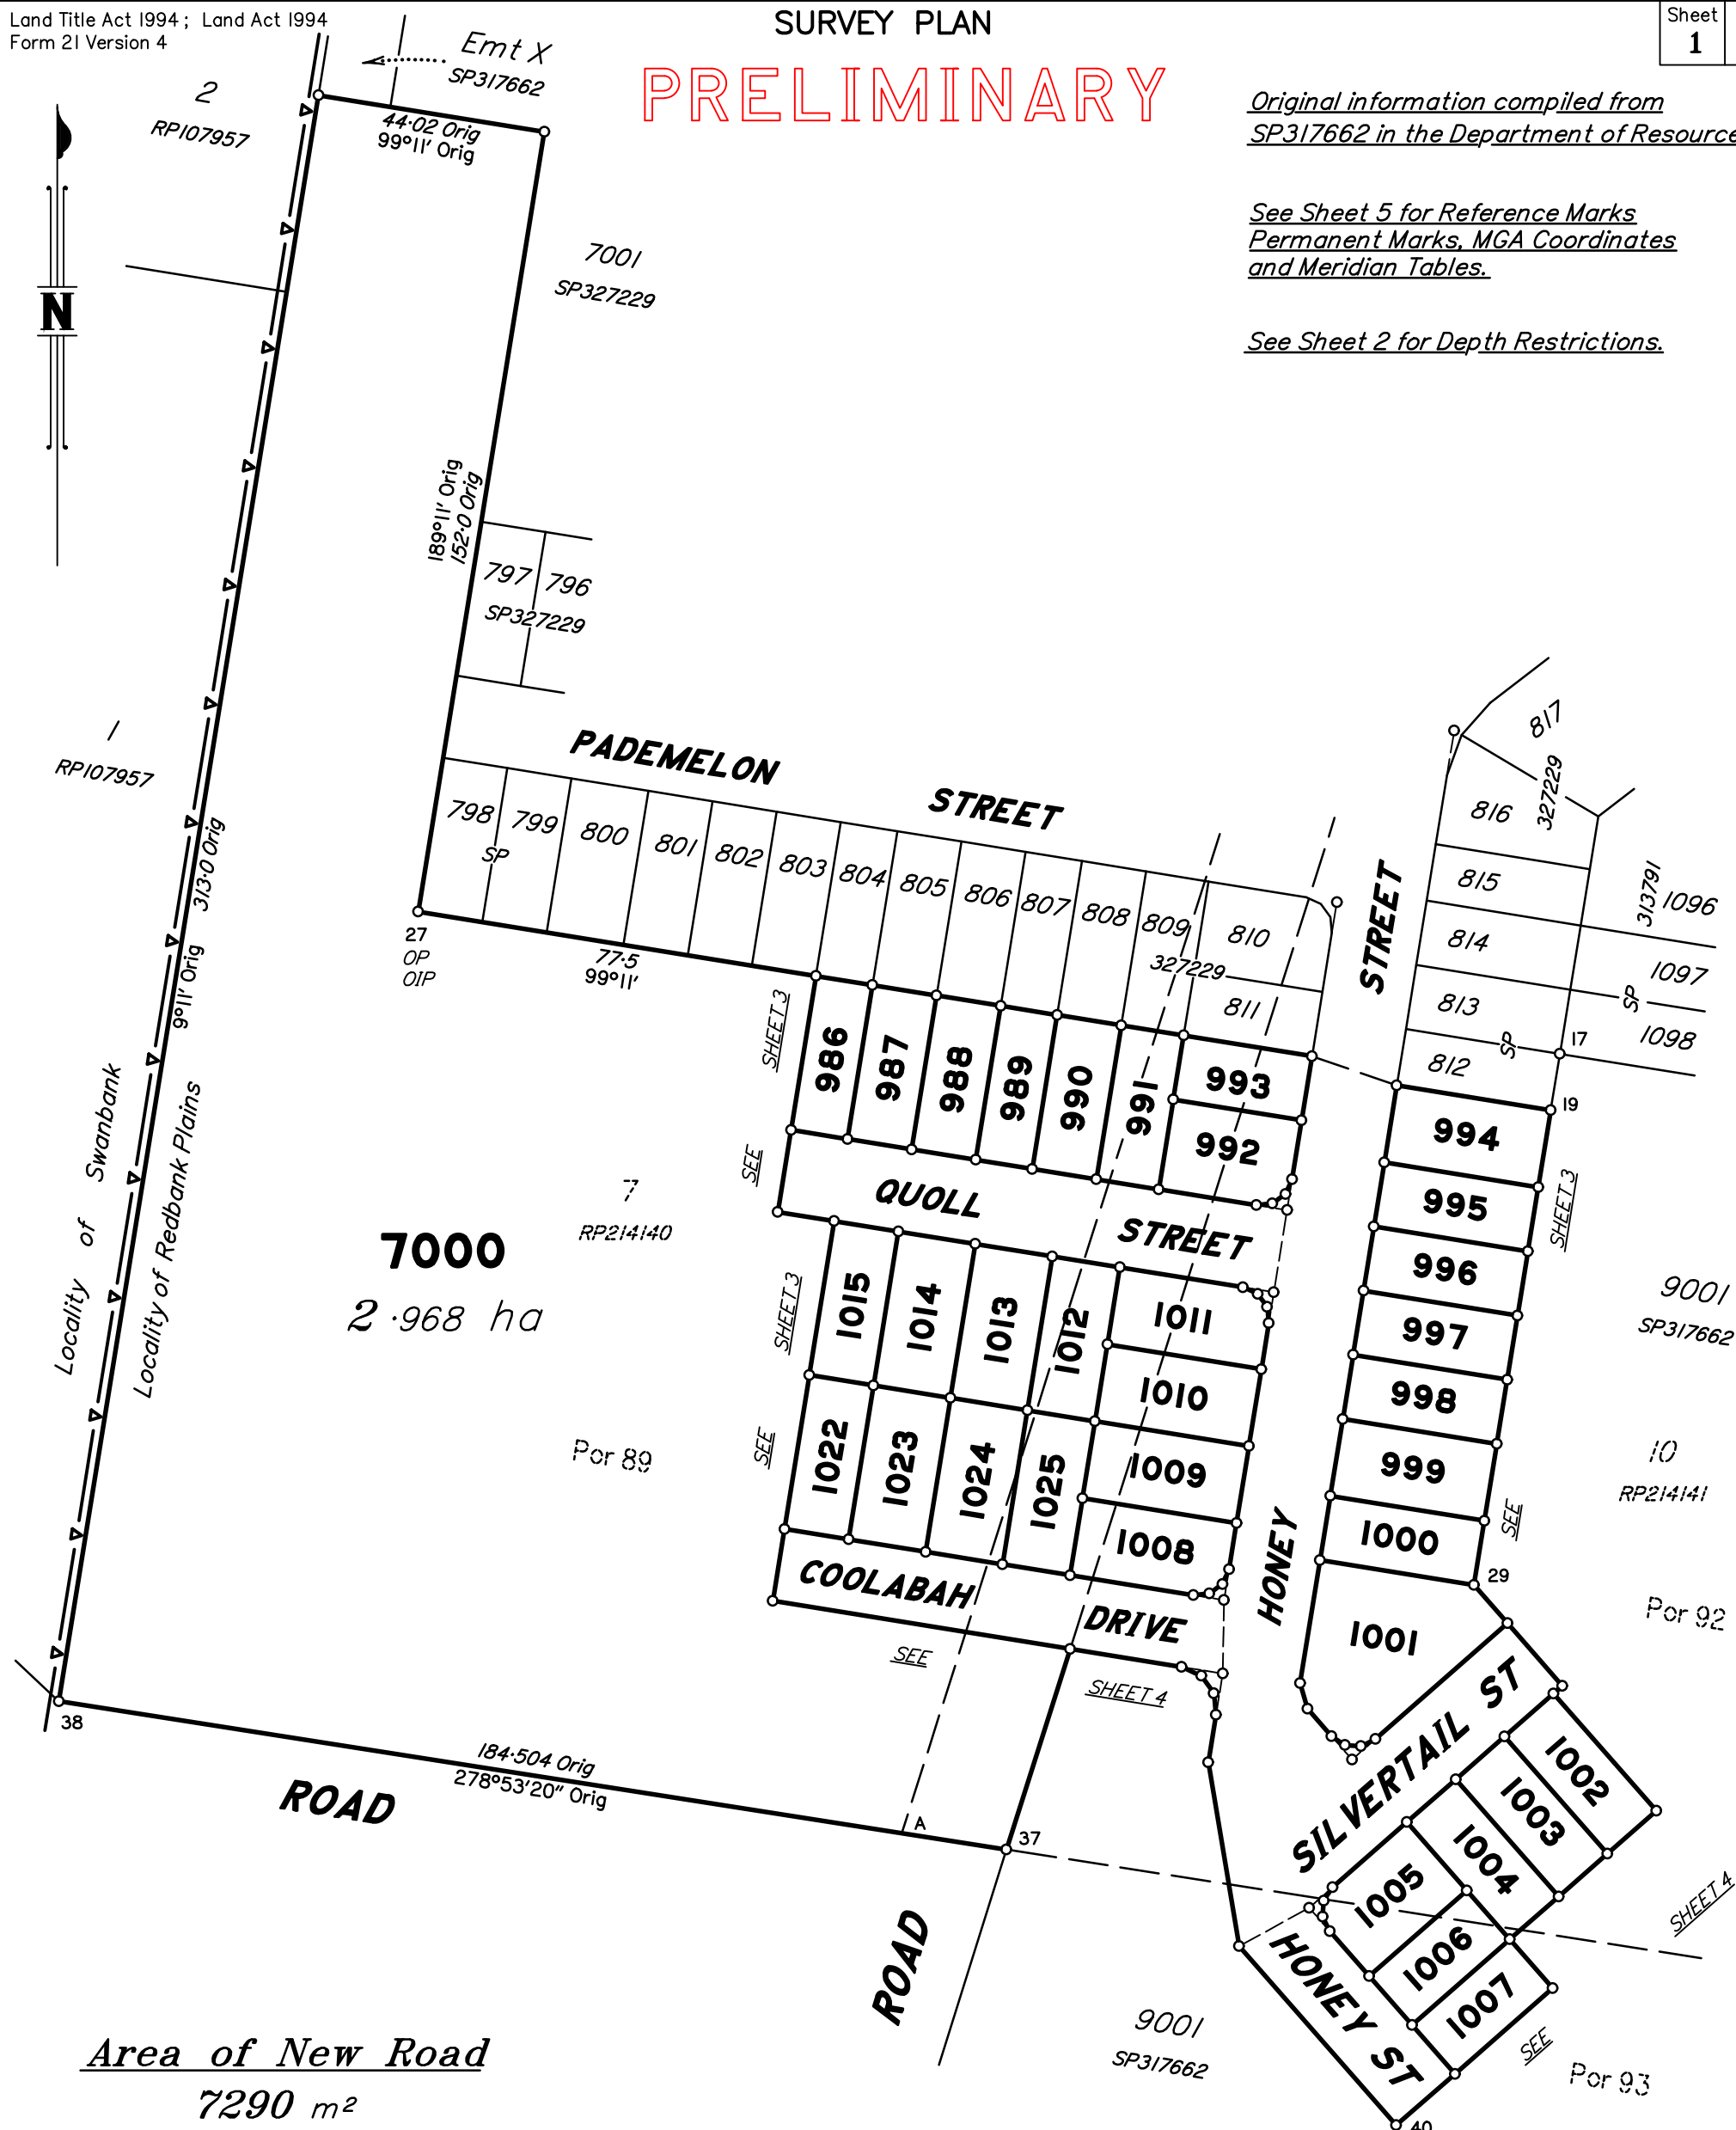 Land Title Act 1994 ; Land Act 1994
Form 21 Version 4
SURVEY PLAN
Sheet
1
PRELIMINARY
Original information compiled from
SP317662 in the Department of Resource
See Sheet 5 for Reference Marks
Permanent Marks, MGA Coordinates
and Meridian Tables.
See Sheet 2 for Depth Restrictions.
Emt X
SP317662
2
RP107957
44·02 Orig
99°11' Orig
N
7001
SP327229
189°11' Orig
152·0 Orig
797
796
SP327229
1
RP107957
PADEMELON
STREET
798
799
SP
800
801
802
803
804
805
806
807
808
809
810
327229
811
STREET
817
327229
816
815
814
813
812
SP
313791
1096
1097
SP
1098
17
19
313·0 Orig
9°11' Orig
27
OP
OIP
77·5
99°11'
SHEET 3
SEE
986
987
988
989
990
991
993
992
994
995
996
997
998
999
1000
1001
SHEET 3
SEE
29
9001
SP317662
10
RP214141
Por 92
Locality of Swanbank
Locality of Redbank Plains
7
RP214140
7000
2·968 ha
Por 89
QUOLL
STREET
SHEET 3
SEE
1015
1014
1013
1012
1011
1010
1022
1023
1024
1025
1009
1008
COOLABAH
DRIVE
HONEY
SEE
SHEET 4
SILVERTAIL ST
1002
1003
1004
1005
1006
1007
38
184·504 Orig
278°53'20" Orig
ROAD
A
37
ROAD
HONEY ST
SHEET 4
SEE
Por 93
9001
SP317662
40
Area of New Road
7290 m²